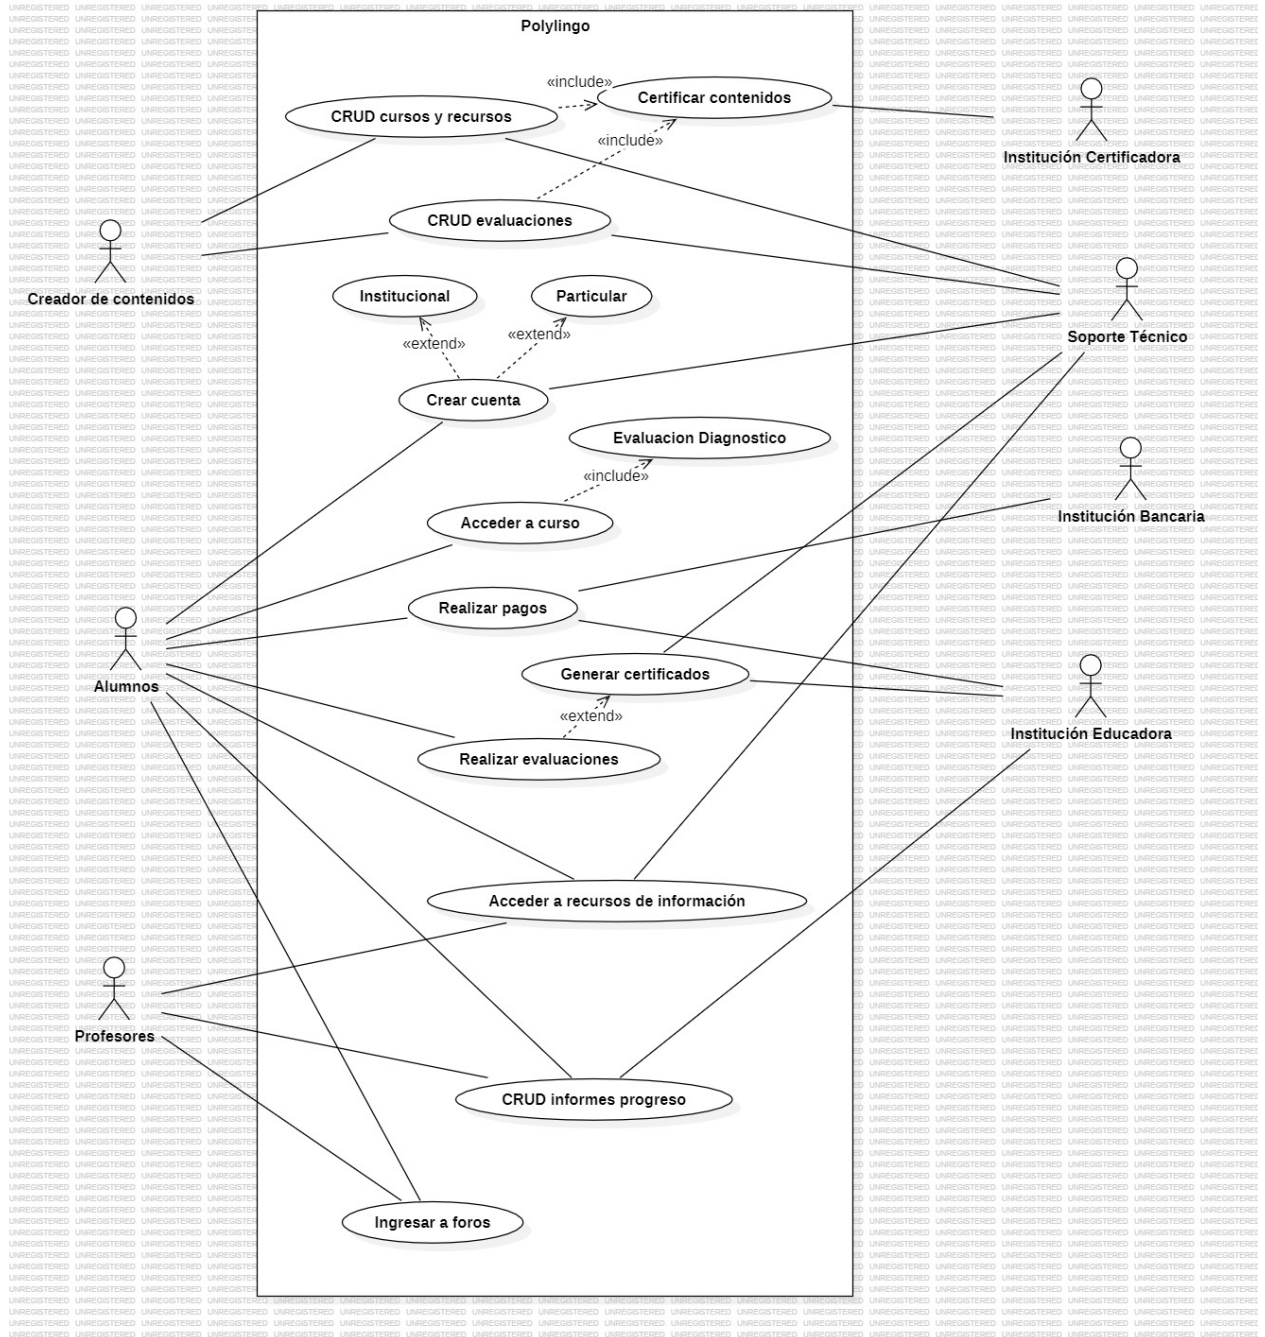 Polylingo
«include»
Certificar contenidos
CRUD cursos y recursos
«include»
Institución Certificadora
CRUD evaluaciones
Creador de contenidos
Institucional
Particular
«extend»
«extend»
Soporte Técnico
Crear cuenta
Evaluacion Diagnostico
«include»
Acceder a curso
Institución Bancaria
Realizar pagos
Generar certificados
Alumnos
«extend»
Institución Educadora
Realizar evaluaciones
Acceder a recursos de información
Profesores
CRUD informes progreso
Ingresar a foros
UNREGISTERED